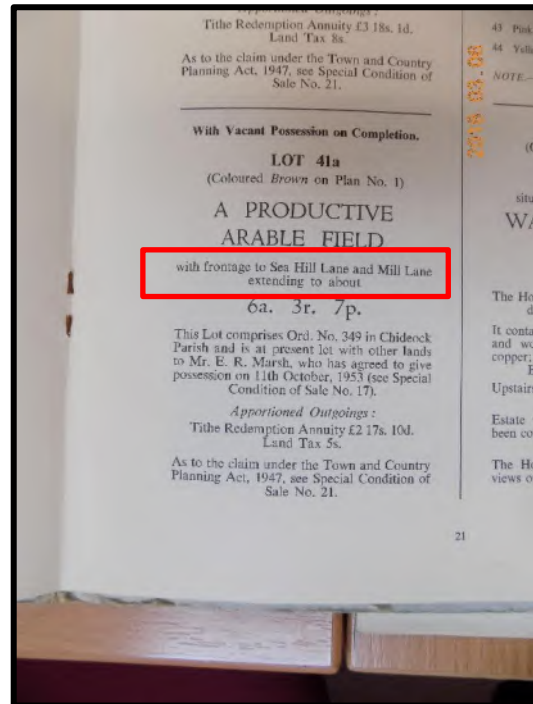 Apportioned Outgoings :
Tithe Redemption Annuity £3 18s. 1d.
Land Tax 8s.
As to the claim under the Town and Country
Planning Act, 1947, see Special Condition of
Sale No. 21.
With Vacant Possession on Completion.
LOT 41a
(Coloured Brown on Plan No. 1)
A PRODUCTIVE
ARABLE FIELD
with frontage to Sea Hill Lane and Mill Lane
extending to about
6a. 3r. 7p.
This Lot comprises Ord. No. 349 in Chideock
Parish and is at present let with other lands
to Mr. E. R. Marsh, who has agreed to give
possession on 11th October, 1953 (see Special
Condition of Sale No. 17).
Apportioned Outgoings :
Tithe Redemption Annuity £2 17s. 10d.
Land Tax 5s.
As to the claim under the Town and Country
Planning Act, 1947, see Special Condition of
Sale No. 21.
21
43 Pink
44
NOTE.—
WA
The Ho
It conta
and
copper;
Upstairs
Estate
been co
The Ho
views o